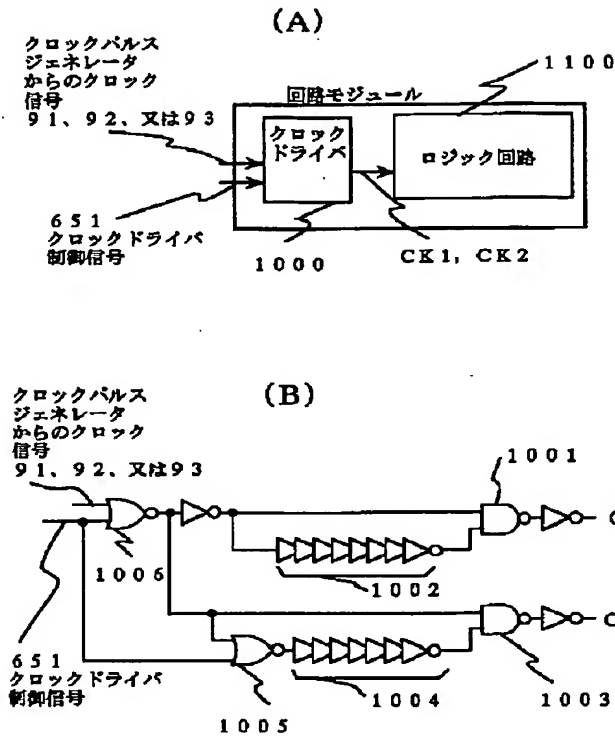 (A)
クロックパルス
ジェネレータ
からのクロック
信号
91、92、又は93
回路モジュール
1100
クロック
ドライバ
ロジック回路
651
クロックドライバ
制御信号
1000
CK1, CK2
(B)
クロックパルス
ジェネレータ
からのクロック
信号
91、92、又は93
1001
1006
1002
651
クロックドライバ
制御信号
1005
1004
1003